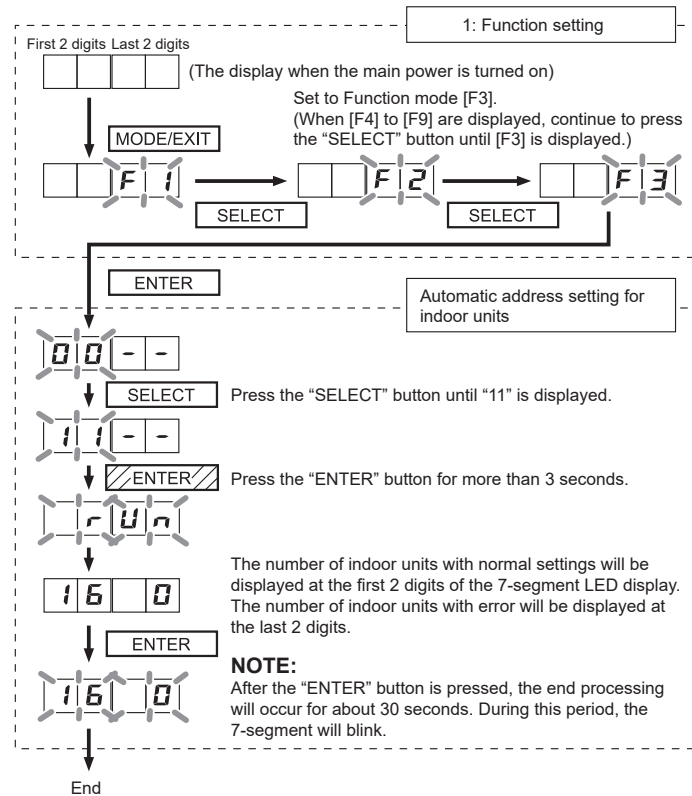 1: Function setting
First 2 digits Last 2 digits
(The display when the main power is turned on)
Set to Function mode [F3].
(When [F4] to [F9] are displayed, continue to press
the “SELECT” button until [F3] is displayed.)
MODE/EXIT
F 1
F 2
F 3
SELECT
SELECT
ENTER
Automatic address setting for
indoor units
0 0 - -
SELECT
Press the “SELECT” button until “11” is displayed.
1 1 - -
ENTER
Press the “ENTER” button for more than 3 seconds.
r U n
The number of indoor units with normal settings will be
displayed at the first 2 digits of the 7-segment LED display.
The number of indoor units with error will be displayed at
the last 2 digits.
1 6 0
ENTER
NOTE:
After the “ENTER” button is pressed, the end processing
will occur for about 30 seconds. During this period, the
7-segment will blink.
1 6 0
End